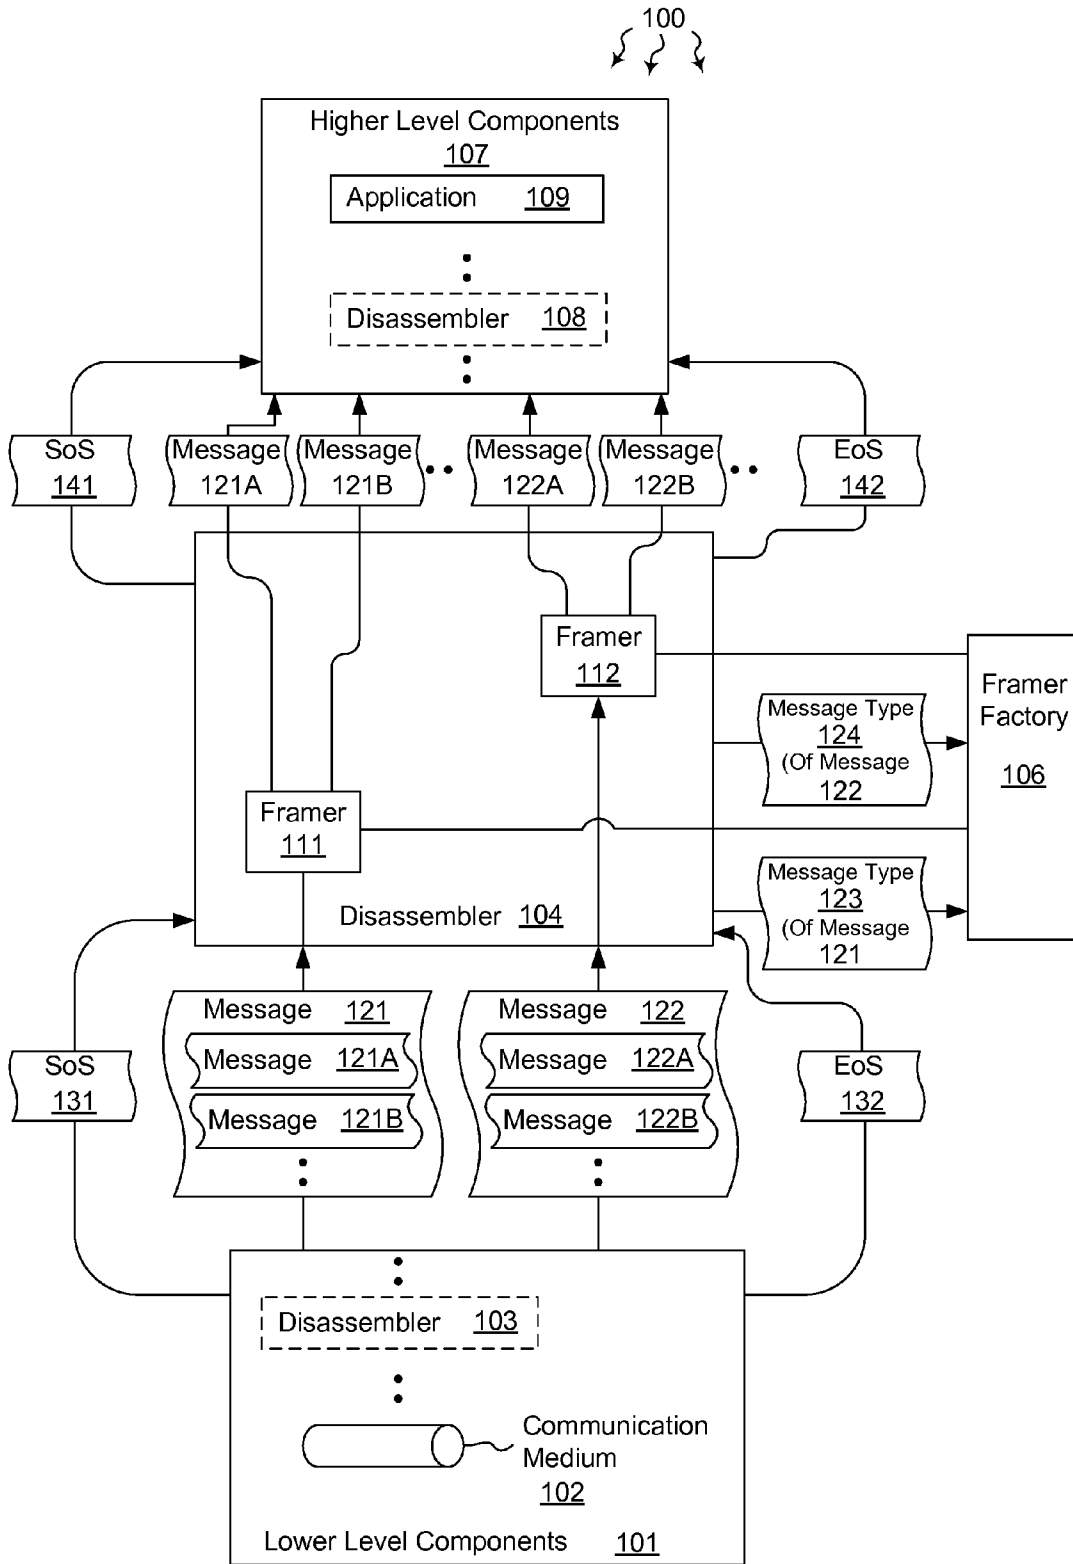 100
Higher Level Components
107
Application 109
Disassembler 108
SoS
141
Message
121A
Message
121B
Message
122A
Message
122B
EoS
142
Framer
112
Framer
Factory
106
Message Type
124
(Of Message
122
Framer
111
Message Type
123
(Of Message
121
Disassembler 104
Message 121
Message 121A
Message 121B
Message 122
Message 122A
Message 122B
SoS
131
EoS
132
Disassembler 103
Communication
Medium
102
Lower Level Components 101